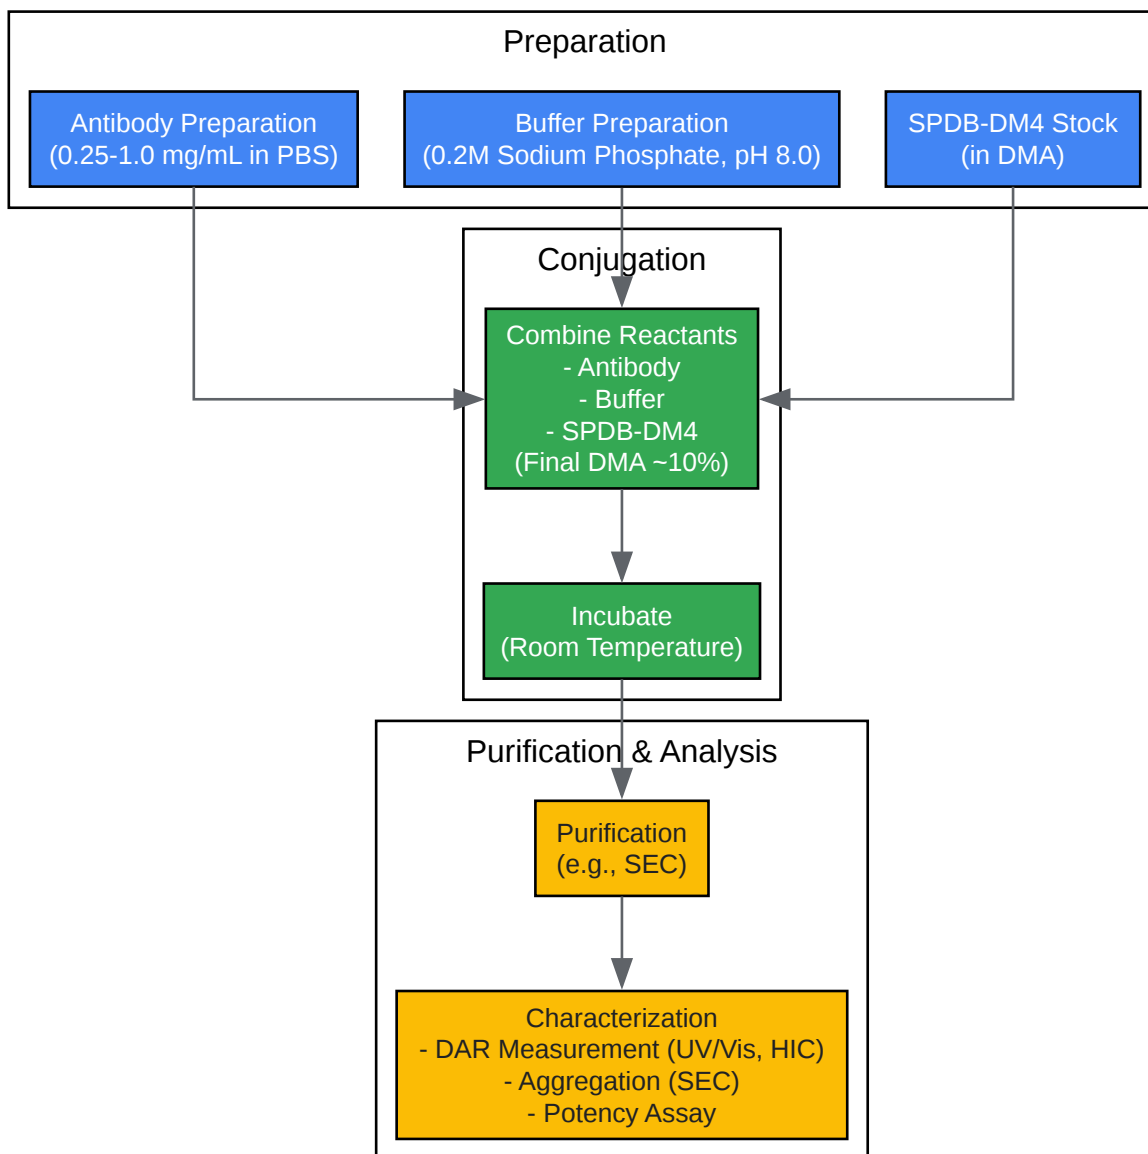 Preparation
Antibody Preparation
(0.25-1.0 mg/mL in PBS)
Buffer Preparation
(0.2M Sodium Phosphate, pH 8.0)
SPDB-DM4 Stock
(in DMA)
Conjugation
Combine Reactants
- Antibody
- Buffer
- SPDB-DM4
(Final DMA ~10%)
Incubate
(Room Temperature)
Purification & Analysis
Purification
(e.g., SEC)
Characterization
- DAR Measurement (UV/Vis, HIC)
- Aggregation (SEC)
- Potency Assay